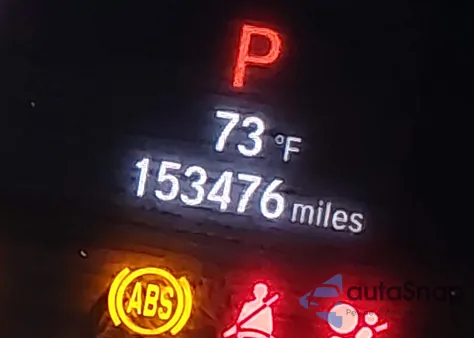 P
73 °F
153476 miles
ABS
autoSnap